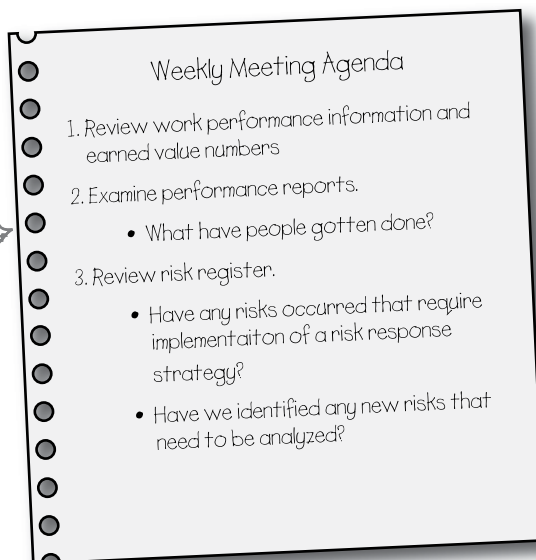 Weekly Meeting Agenda
1. Review work performance information and
earned value numbers
2. Examine performance reports.
• What have people gotten done?
3. Review risk register.
• Have any risks occurred that require
implementaiton of a risk response
strategy?
• Have we identified any new risks that
need to be analyzed?